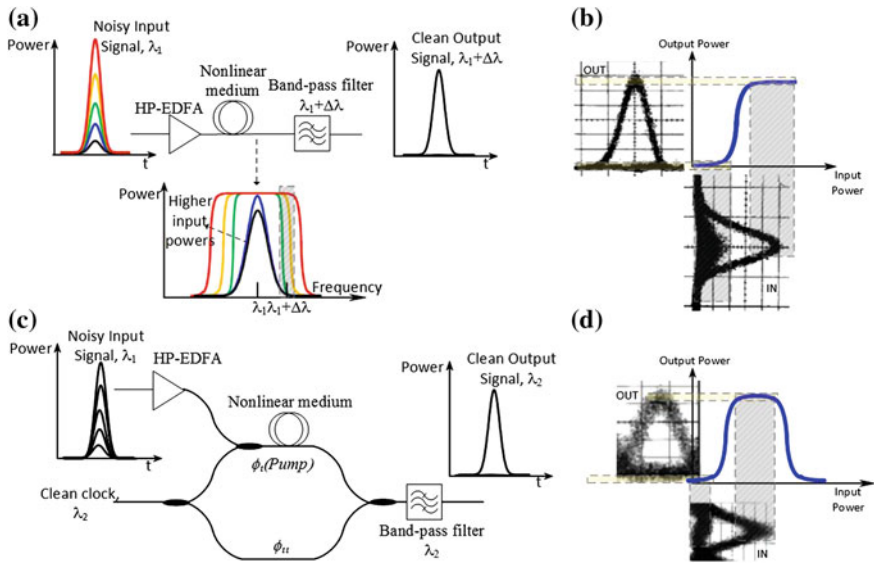 (a)
Noisy Input
Signal, λ1
Power
t
HP-EDFA
Nonlinear
medium
Band-pass filter
λ1+Δλ
Clean Output
Signal, λ1+Δλ
Power
t
Power
Higher
input
powers
Frequency
λ1 λ1+Δλ
(b)
Output Power
OUT
Input
Power
IN
(c)
Noisy Input
Signal, λ1
Power
t
HP-EDFA
Nonlinear medium
ϕt(Pump)
Clean clock,
λ2
ϕtt
Clean Output
Signal, λ2
Power
t
Band-pass filter
λ2
(d)
Output Power
OUT
Input
Power
IN